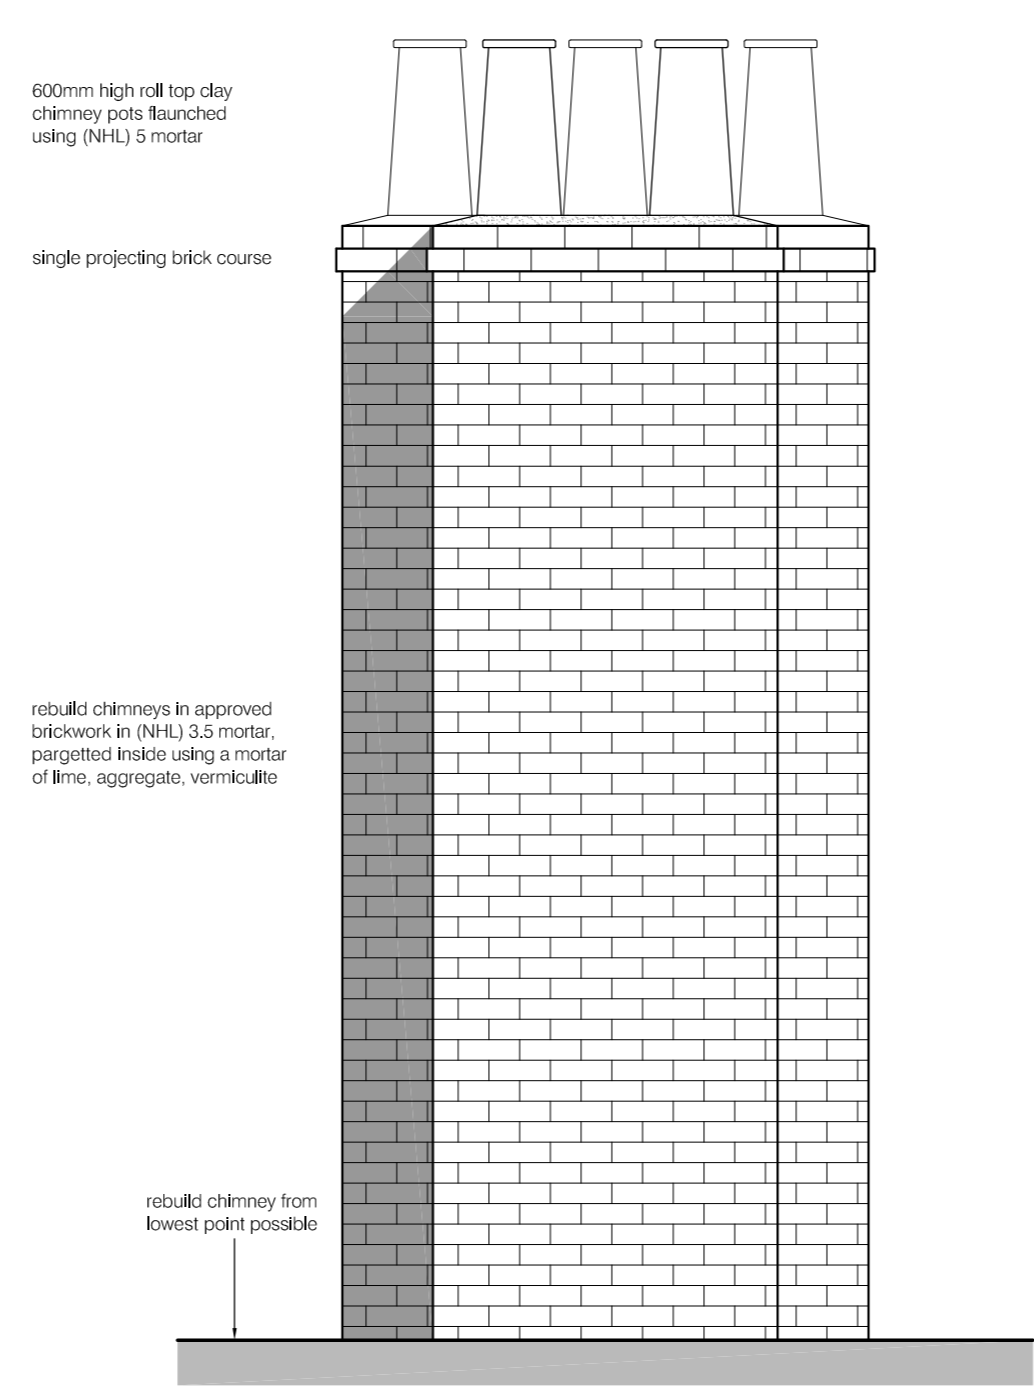 600mm high roll top clay
chimney pots flaunched
using (NHL) 5 mortar
single projecting brick course
rebuild chimneys in approved
brickwork in (NHL) 3.5 mortar,
pargetted inside using a mortar
of lime, aggregate, vermiculite
rebuild chimney from
lowest point possible